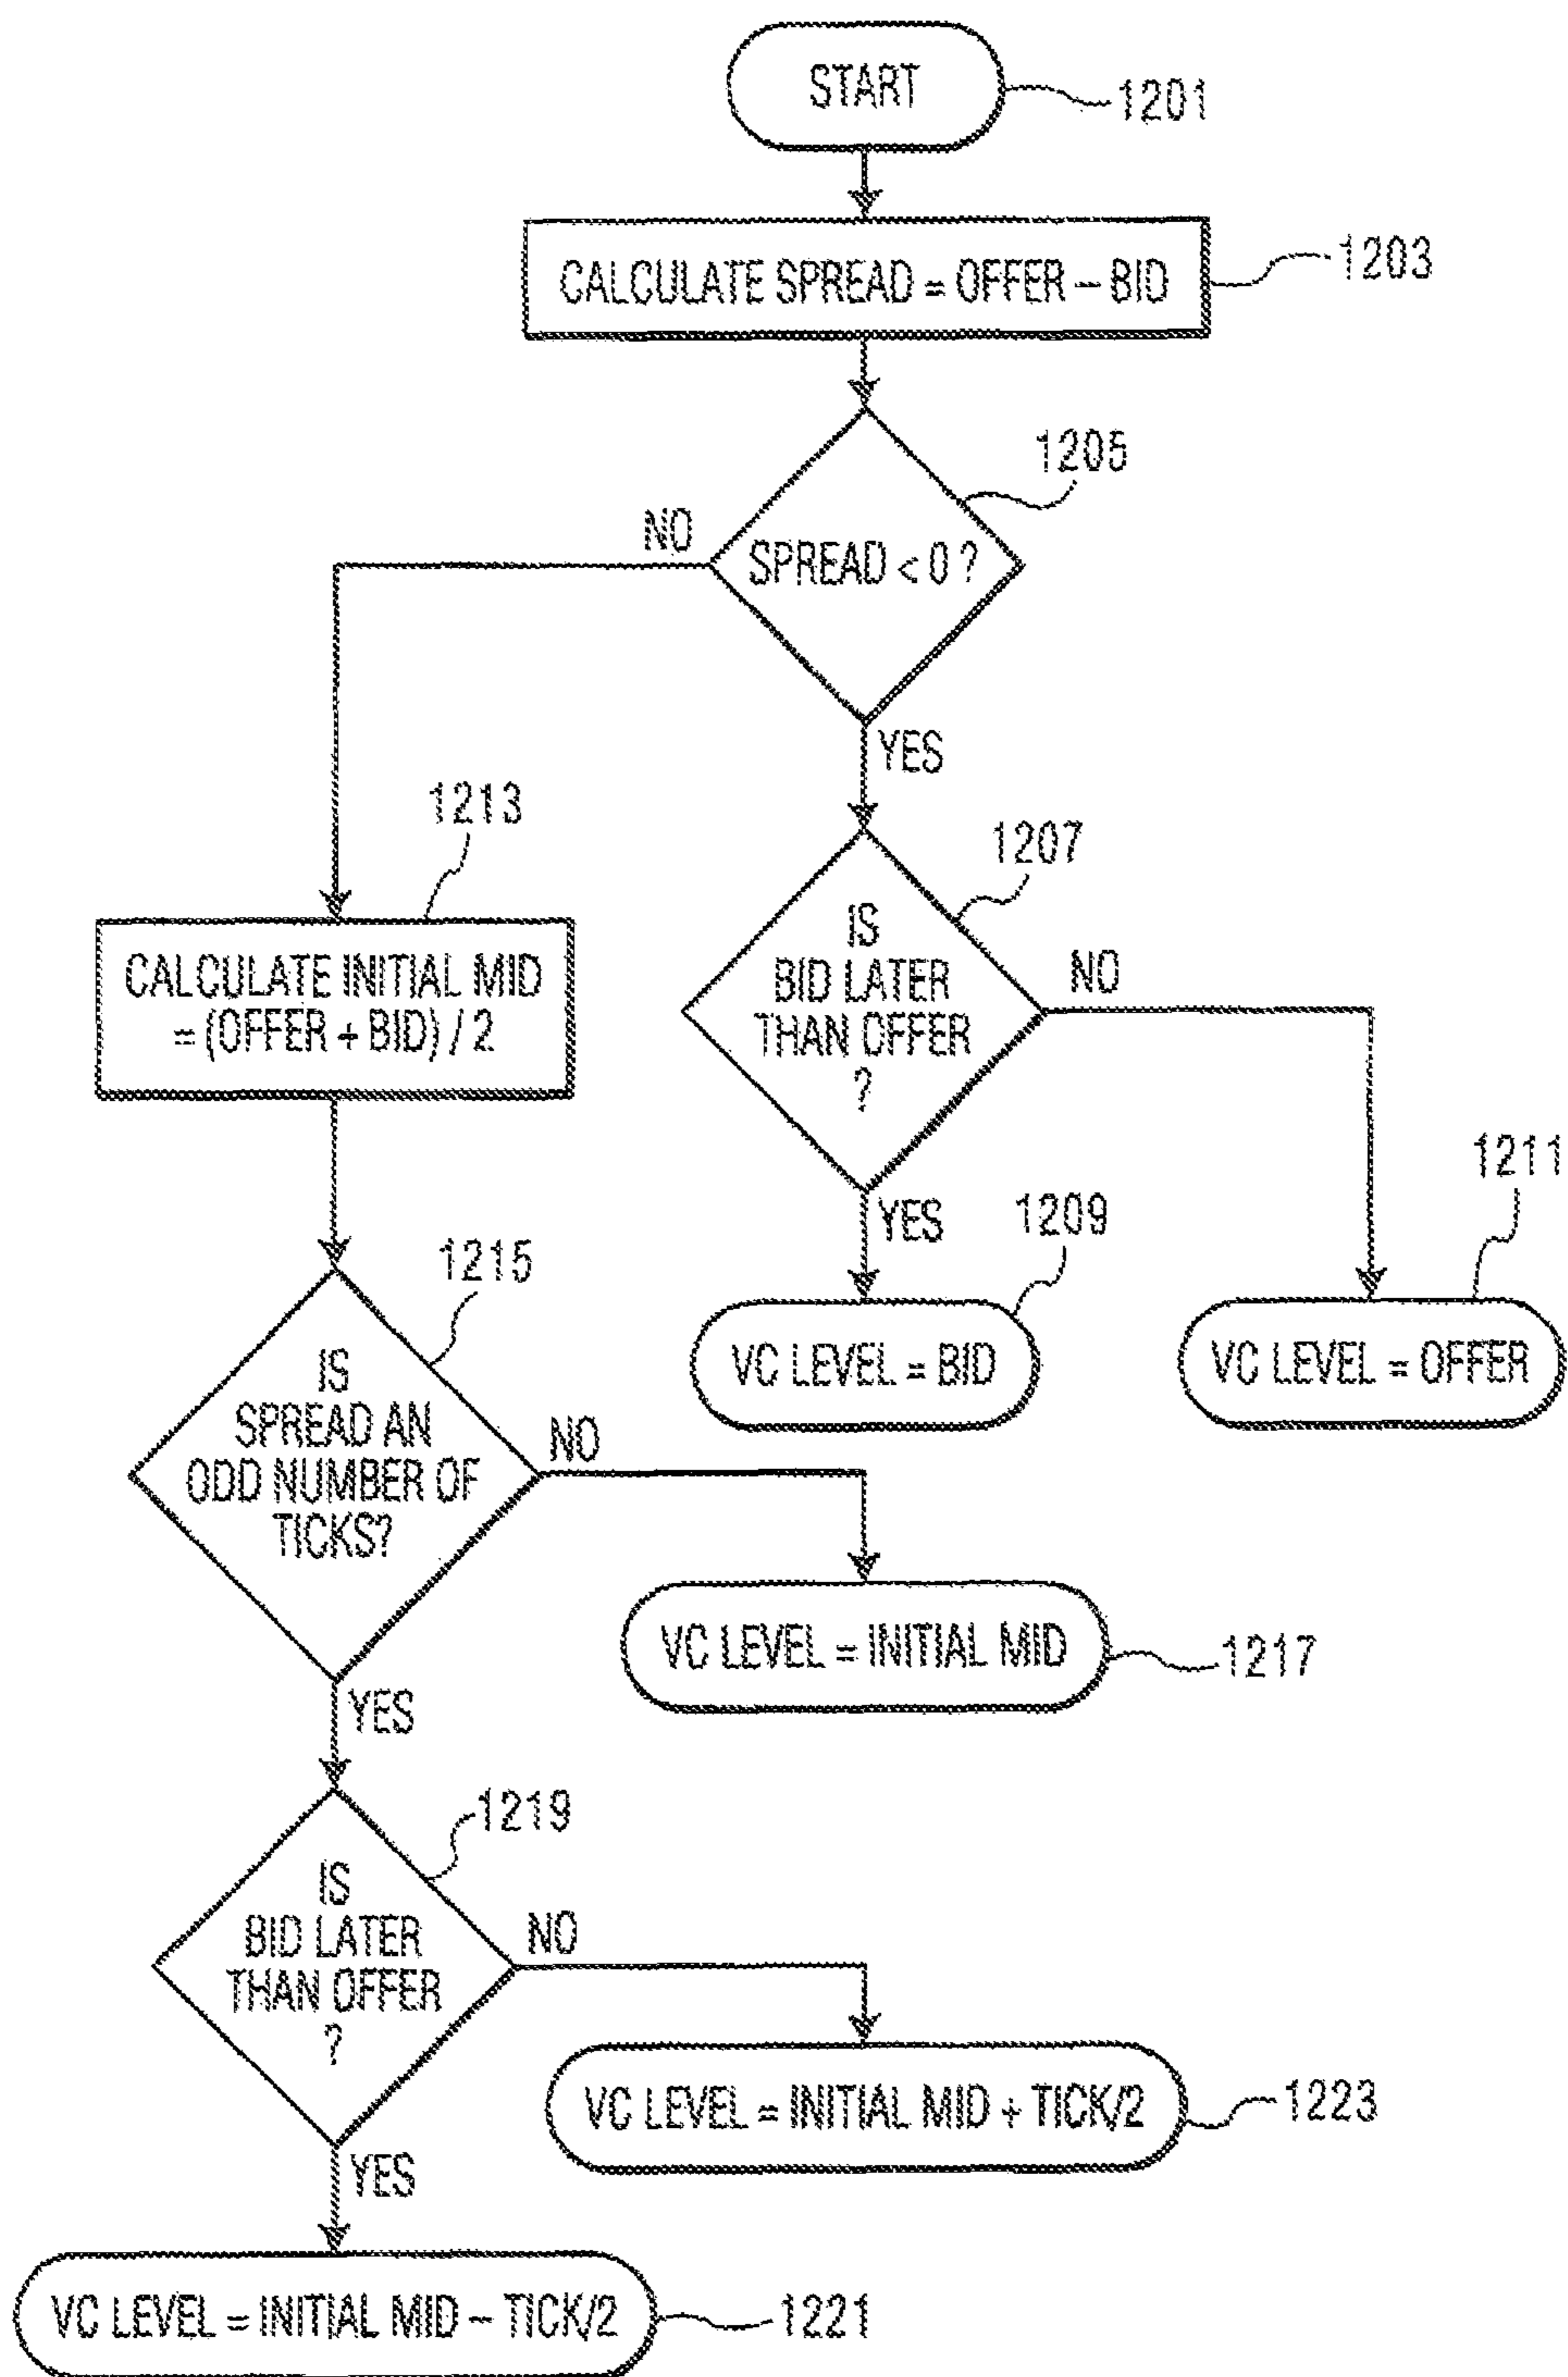 START
1201
CALCULATE SPREAD = OFFER – BID
1203
1205
SPREAD < 0 ?
NO
YES
1213
CALCULATE INITIAL MID
= (OFFER + BID) / 2
1207
IS
BID LATER
THAN OFFER
?
NO
YES
1209
VC LEVEL = BID
1211
VC LEVEL = OFFER
1215
IS
SPREAD AN
ODD NUMBER OF
TICKS?
NO
YES
VC LEVEL = INITIAL MID
1217
1219
IS
BID LATER
THAN OFFER
?
NO
YES
VC LEVEL = INITIAL MID + TICK/2
1223
VC LEVEL = INITIAL MID – TICK/2
1221